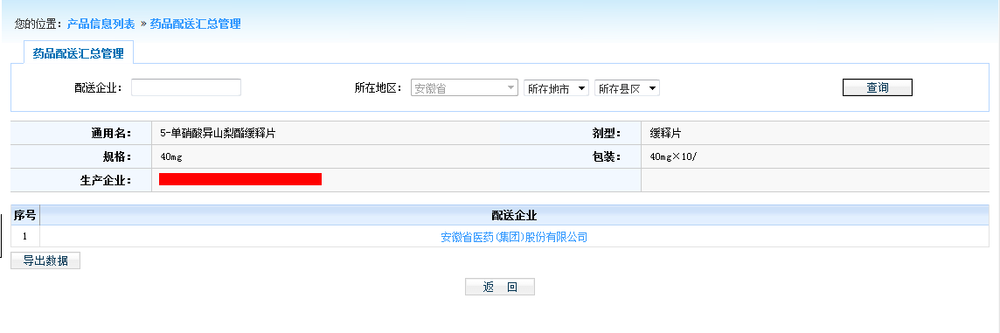 您的位置：产品信息列表 » 药品配送汇总管理
药品配送汇总管理
配送企业： 所在地区： 安徽省 所在地市 所在县区 查询
通用名： 5-单硝酸异山梨酯缓释片 剂型： 缓释片
规格： 40mg 包装： 40mg×10/
生产企业：
序号 配送企业
1 安徽省医药(集团)股份有限公司
导出数据
返 回